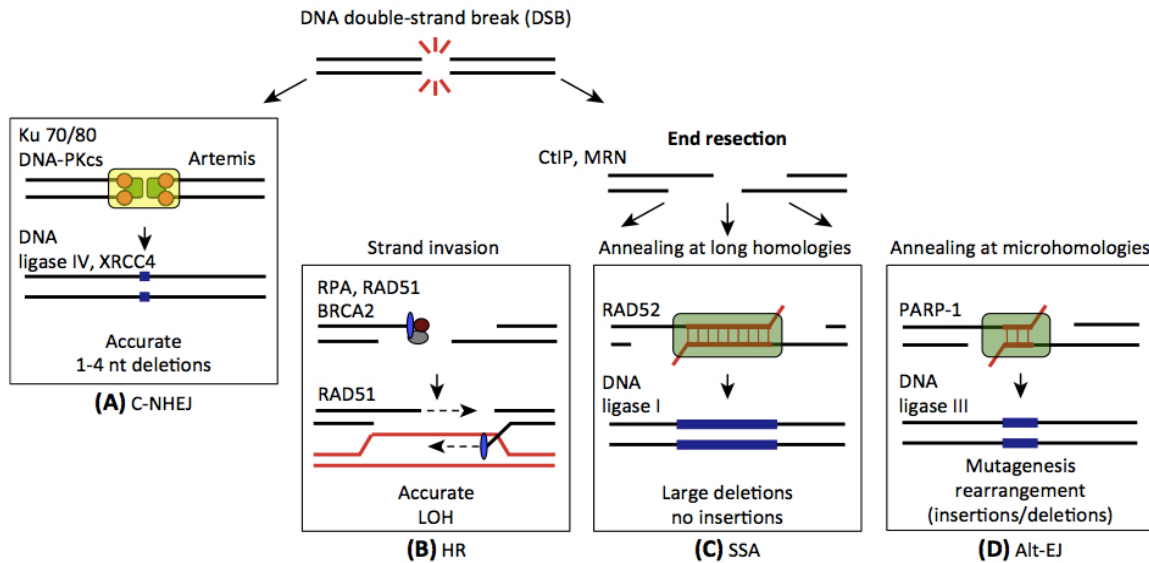 DNA double-strand break (DSB)
Ku 70/80
DNA-PKcs
Artemis
DNA
ligase IV, XRCC4
Accurate
1-4 nt deletions
(A) C-NHEJ
End resection
CtIP, MRN
Strand invasion
RPA, RAD51
BRCA2
RAD51
Accurate
LOH
(B) HR
Annealing at long homologies
RAD52
DNA
ligase I
Large deletions
no insertions
(C) SSA
Annealing at microhomologies
PARP-1
DNA
ligase III
Mutagenesis
rearrangement
(insertions/deletions)
(D) Alt-EJ